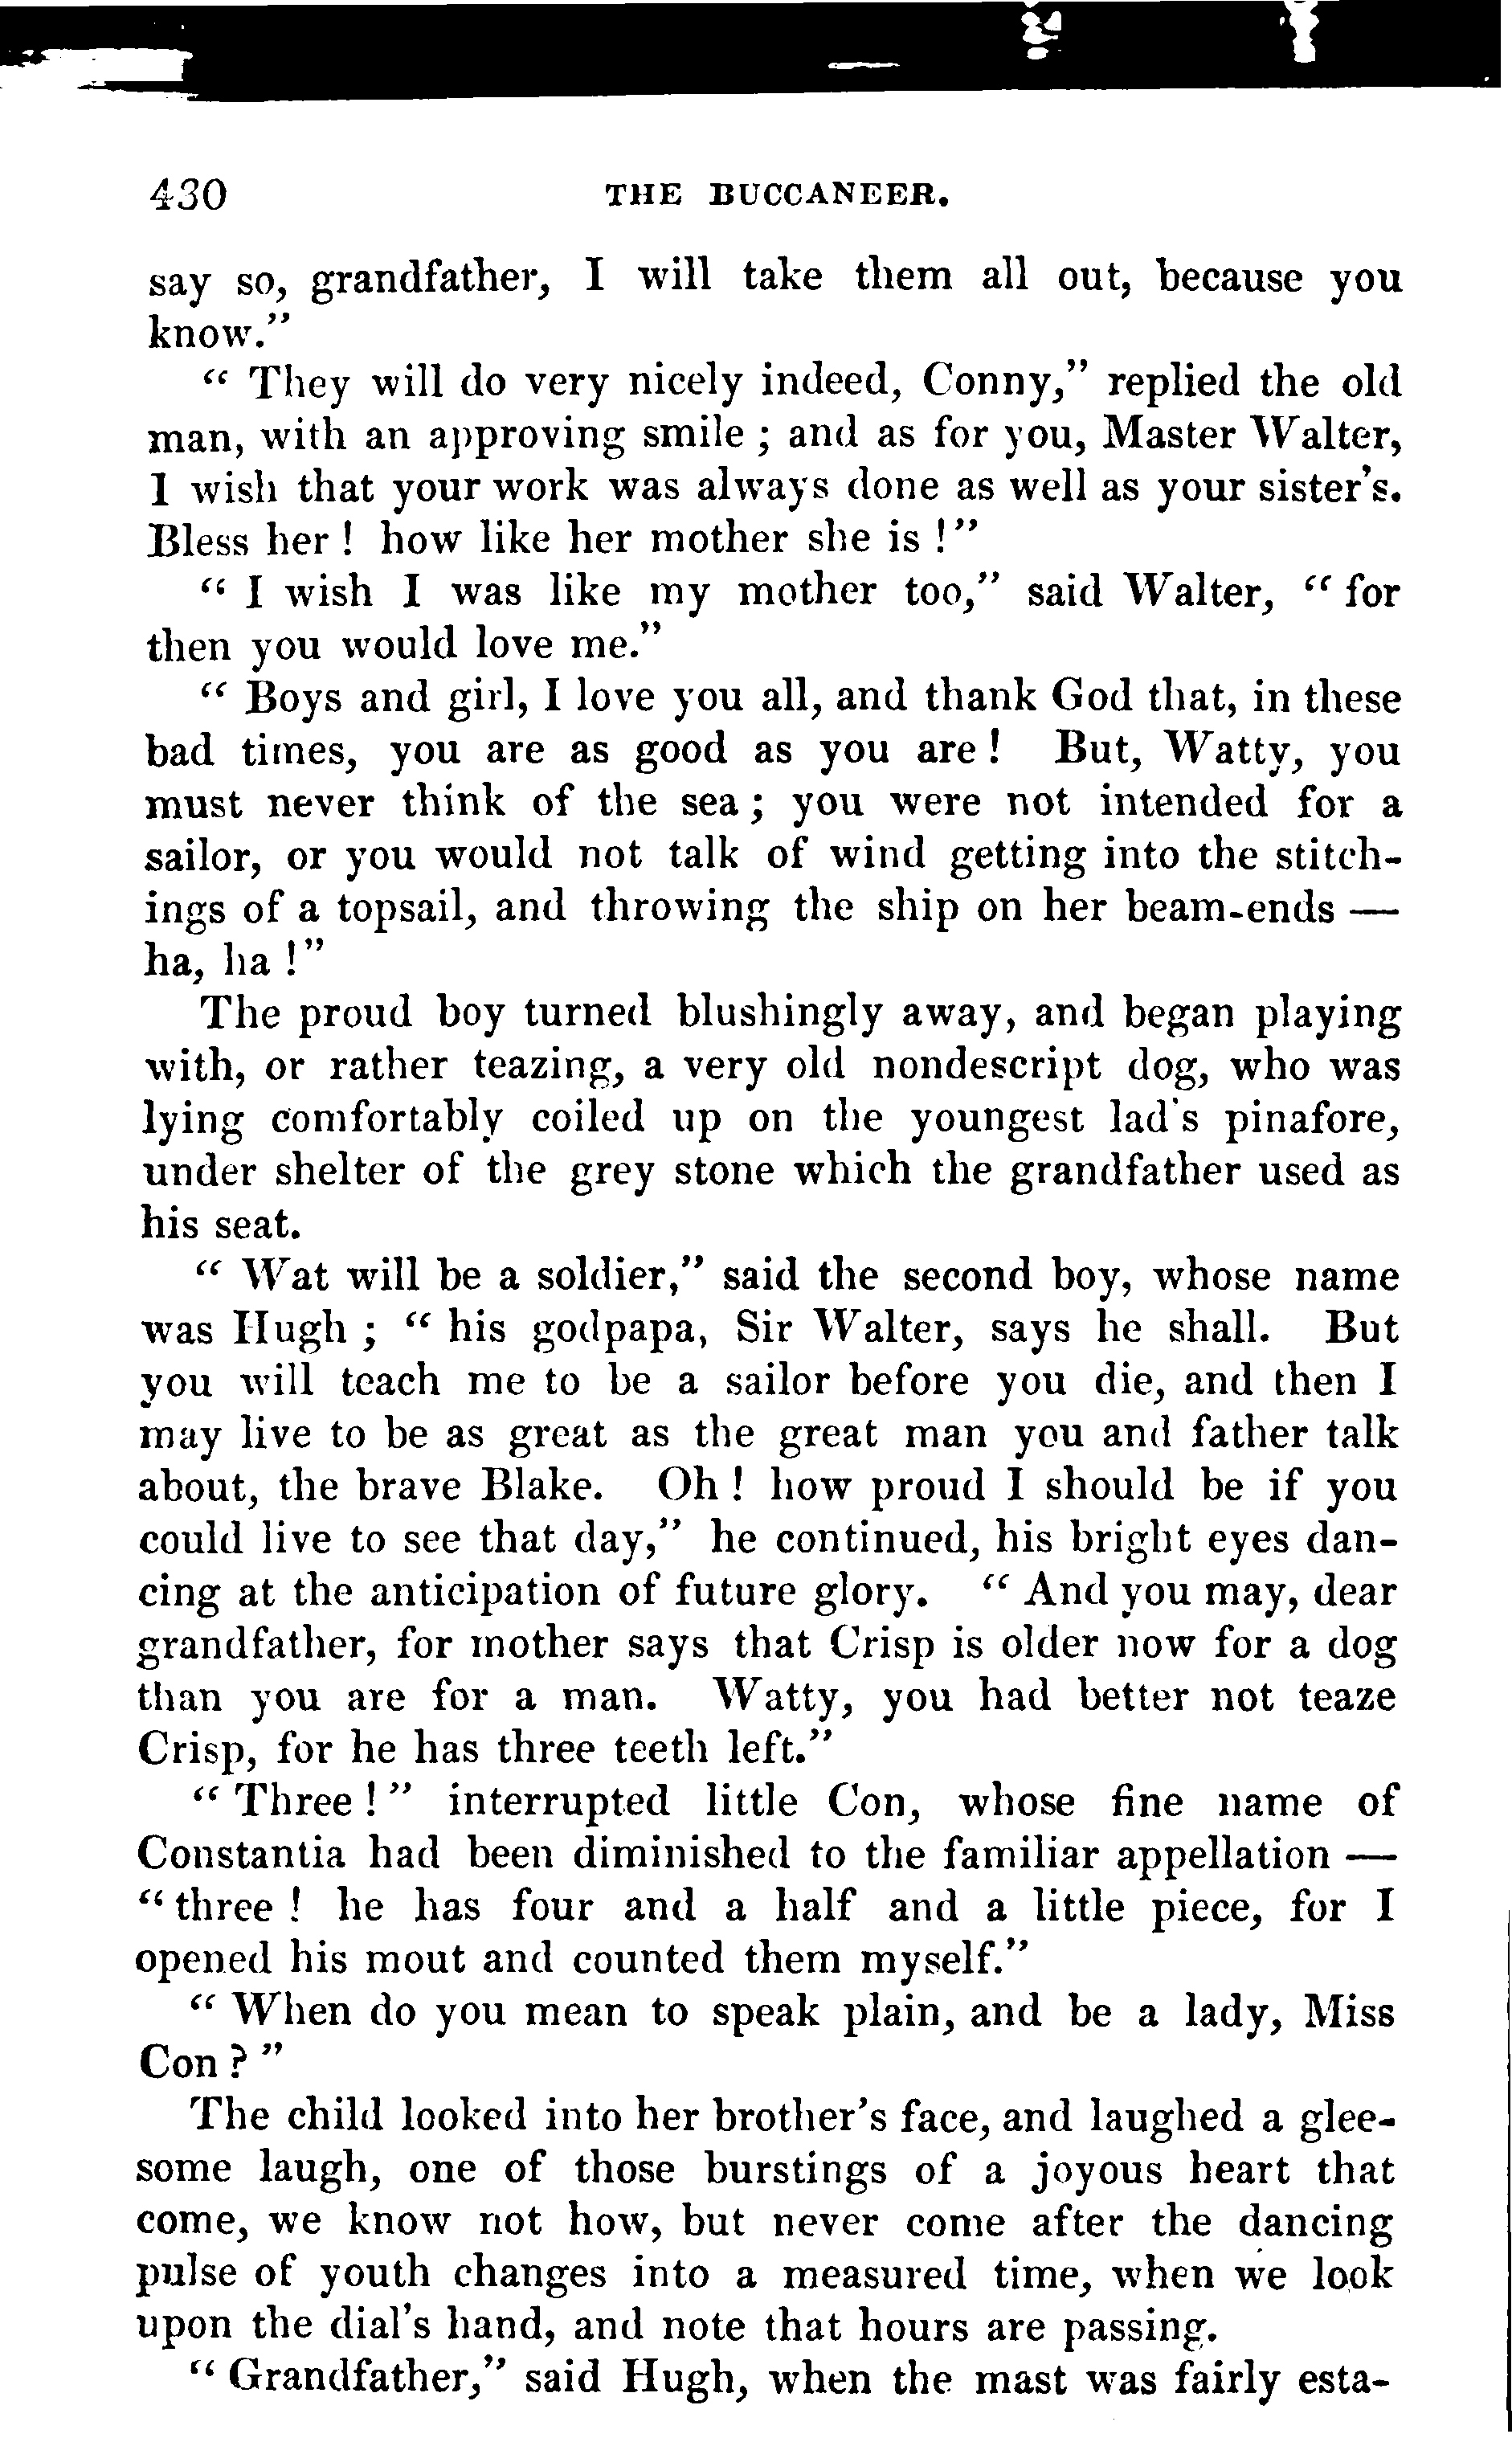 430 THE BUCCANEER.
say so, grandfather, I will take them all out, because you
know."
" They will do very nicely indeed, Conny," replied the old
man, with an approving smile ; and as for you, Master Walter,
I wish that your work was always done as well as your sister's.
Bless her ! how like her mother she is !"
" I wish I was like my mother too," said Walter, " for
then you would love me."
" Boys and girl, I love you all, and thank God that, in these
bad times, you are as good as you are ! But, Watty, you
must never think of the sea ; you were not intended for a
sailor, or you would not talk of wind getting into the stitch-
ings of a topsail, and throwing the ship on her beam-ends —
ha, ha !"
The proud boy turned blushingly away, and began playing
with, or rather teazing, a very old nondescript dog, who was
lying comfortably coiled up on the youngest lad's pinafore,
under shelter of the grey stone which the grandfather used as
his seat.
" Wat will be a soldier," said the second boy, whose name
was Hugh ; " his godpapa, Sir Walter, says he shall. But
you will teach me to be a sailor before you die, and then I
may live to be as great as the great man you and father talk
about, the brave Blake. Oh ! how proud I should be if you
could live to see that day," he continued, his bright eyes dan-
cing at the anticipation of future glory. " And you may, dear
grandfather, for mother says that Crisp is older now for a dog
than you are for a man. Watty, you had better not teaze
Crisp, for he has three teeth left."
" Three ! " interrupted little Con, whose fine name of
Constantia had been diminished to the familiar appellation —
" three ! he has four and a half and a little piece, for I
opened his mout and counted them myself."
" When do you mean to speak plain, and be a lady, Miss
Con ? "
The child looked into her brother's face, and laughed a glee-
some laugh, one of those burstings of a joyous heart that
come, we know not how, but never come after the dancing
pulse of youth changes into a measured time, when we look
upon the dial's hand, and note that hours are passing.
" Grandfather," said Hugh, when the mast was fairly esta-